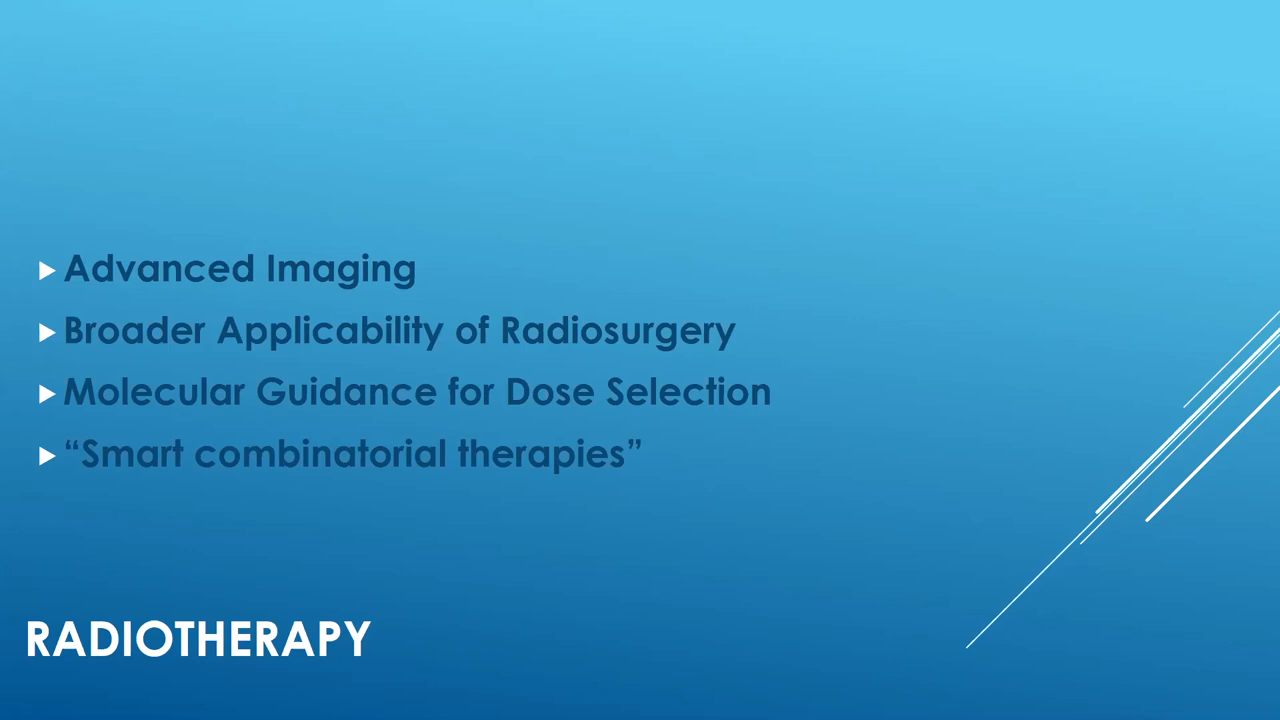 Advanced Imaging
Broader Applicability of Radiosurgery
Molecular Guidance for Dose Selection
“Smart combinatorial therapies”
RADIOTHERAPY